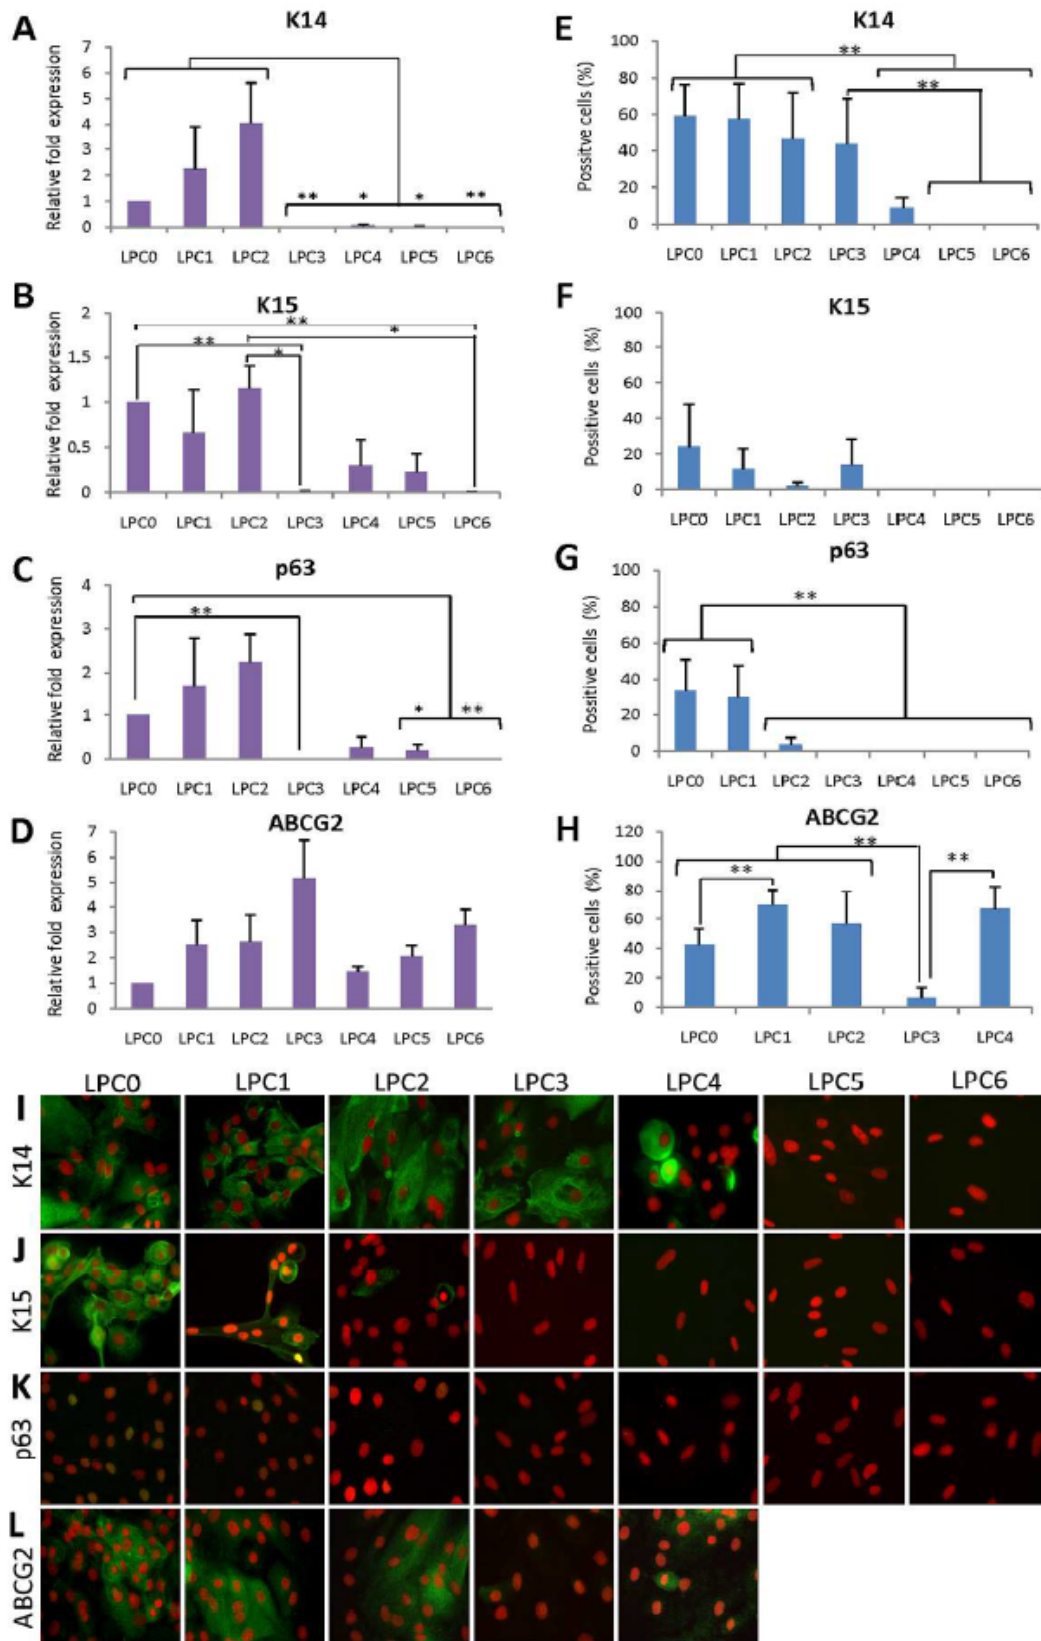 A K14
Relative fold expression
7
6
5
4
3
2
1
0
** * * **
LPC0 LPC1 LPC2 LPC3 LPC4 LPC5 LPC6
E K14
Possitive cells (%)
100
80
60
40
20
0
**
**
LPC0 LPC1 LPC2 LPC3 LPC4 LPC5 LPC6
B K15
Relative fold expression
2
1.5
1
0.5
0
**
*
**
*
LPC0 LPC1 LPC2 LPC3 LPC4 LPC5 LPC6
F K15
Possitive cells (%)
100
80
60
40
20
0
LPC0 LPC1 LPC2 LPC3 LPC4 LPC5 LPC6
C p63
Relative fold expression
4
3
2
1
0
**
* **
LPC0 LPC1 LPC2 LPC3 LPC4 LPC5 LPC6
G p63
Possitive cells (%)
100
80
60
40
20
0
**
LPC0 LPC1 LPC2 LPC3 LPC4 LPC5 LPC6
D ABCG2
Relative fold expression
7
6
5
4
3
2
1
0
LPC0 LPC1 LPC2 LPC3 LPC4 LPC5 LPC6
H ABCG2
Possitive cells (%)
120
100
80
60
40
20
0
**
** **
LPC0 LPC1 LPC2 LPC3 LPC4
LPC0 LPC1 LPC2 LPC3 LPC4 LPC5 LPC6
I
K14
J
K15
K
p63
L
ABCG2